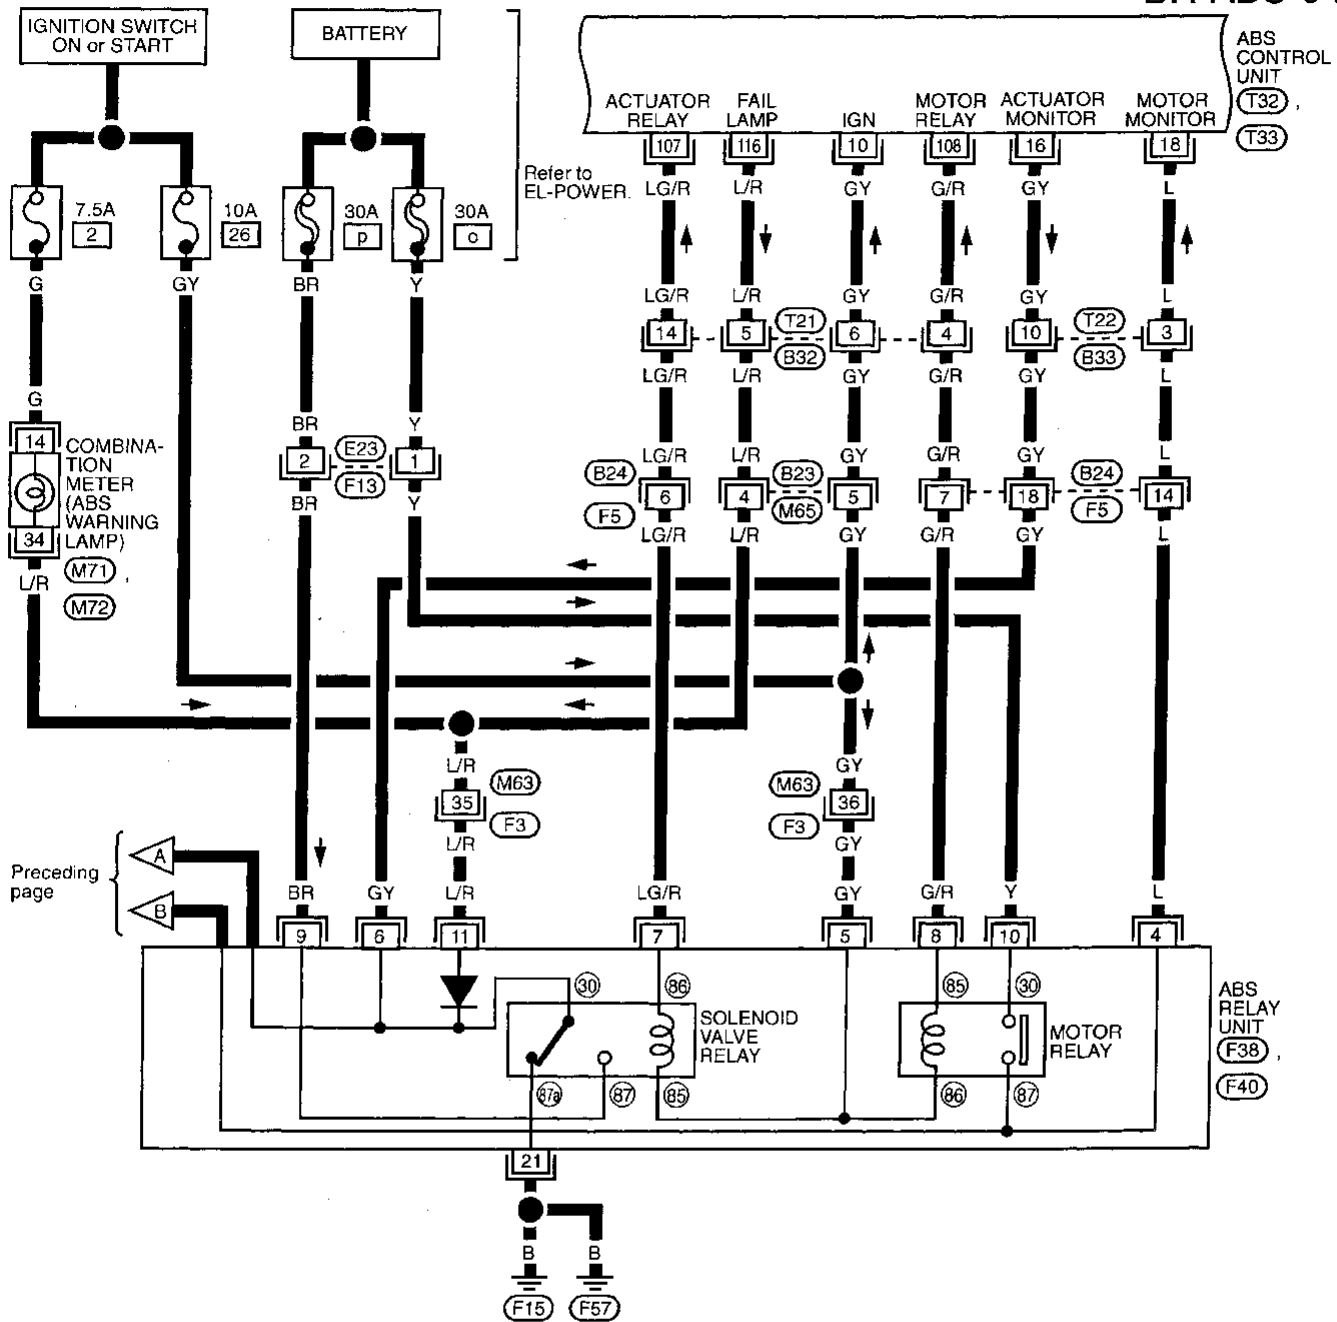 IGNITION SWITCH
ON or START
BATTERY
ABS
CONTROL
UNIT
T32 ,
T33
ACTUATOR
RELAY
FAIL
LAMP
IGN
MOTOR
RELAY
ACTUATOR
MONITOR
MOTOR
MONITOR
107 116 10 108 16 18
Refer to
EL-POWER.
LG/R L/R GY G/R GY L
7.5A
2
10A
26
30A
p
30A
c
G GY BR Y
LG/R L/R GY G/R GY L
14 5 T21 6 4 10 T22 3
B32 B33
LG/R L/R GY G/R GY L
G
BR Y
14
COMBINA-
TION
METER
(ABS
WARNING
LAMP)
34
M71 ,
M72
L/R
2 E23 1
F13
BR Y
LG/R L/R GY G/R GY L
B24 6 4 B23 5 7 18 B24 14
F5 M65 F5
LG/R L/R GY G/R GY L
L/R GY
35 M63
F3
M63 36
F3
L/R GY
Preceding
page
A
B
BR GY L/R LG/R GY G/R Y L
9 6 11 7 5 8 10 4
30 86 85 30
SOLENOID
VALVE
RELAY
MOTOR
RELAY
ABS
RELAY
UNIT
F38 ,
F40
87a 87 85 86 87
21
B B
F15 F57